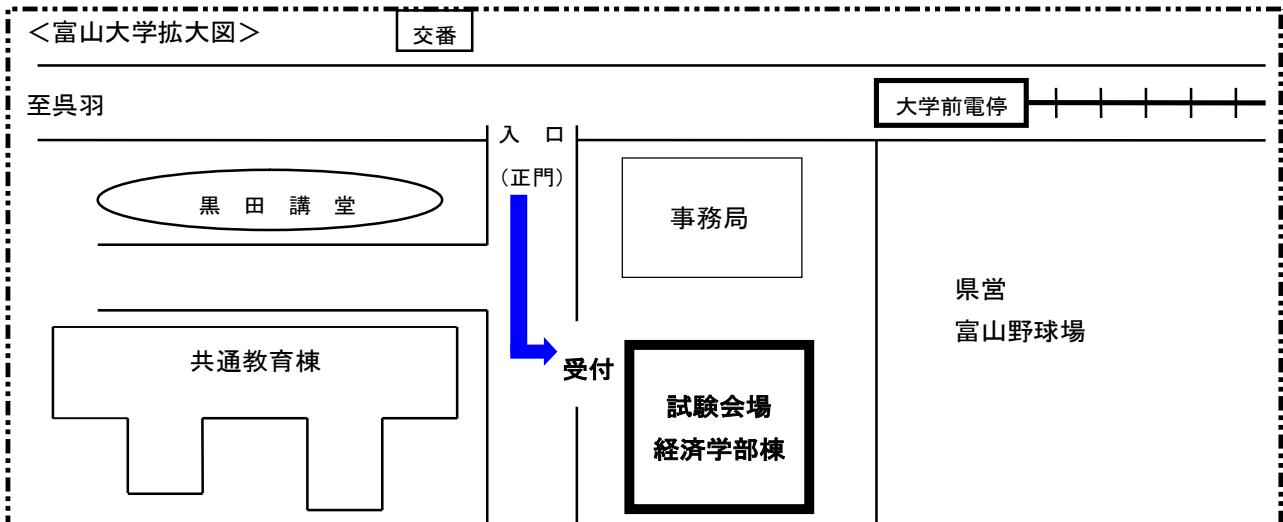 ＜富山大学拡大図＞
交番
至呉羽
大学前電停
入　口
（正門）
黒　田　講　堂
事務局
県営
富山野球場
共通教育棟
受付
試験会場
経済学部棟